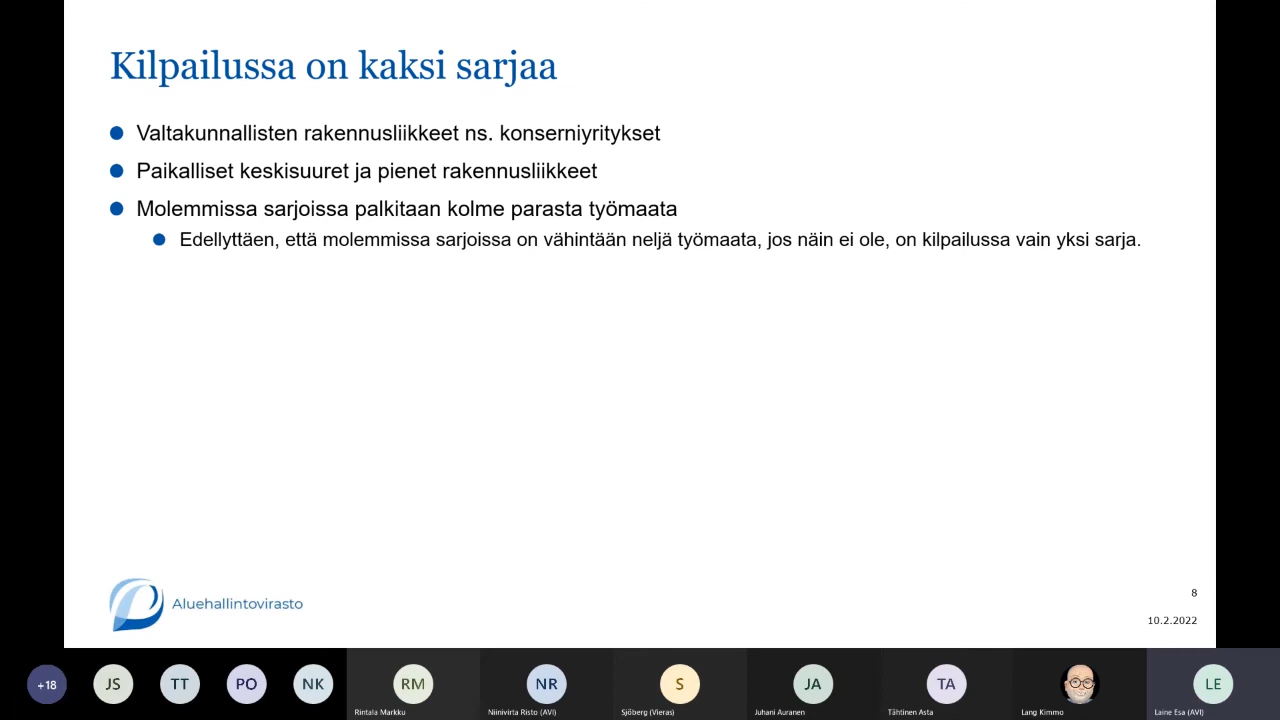 Kilpailussa on kaksi sarjaa
Valtakunnallisten rakennusliikkeet ns. konserniyritykset
Paikalliset keskisuuret ja pienet rakennusliikkeet
Molemmissa sarjoissa palkitaan kolme parasta työmaata
Edellyttäen, että molemmissa sarjoissa on vähintään neljä työmaata, jos näin ei ole, on kilpailussa vain yksi sarja.
Aluehallintovirasto
8
10.2.2022
+18
JS
TT
PO
NK
RM
NR
S
JA
TA
LE
Rintala Markku
Niinivirta Risto (AVI)
Sjöberg (Vieras)
Juhani Auranen
Tähtinen Asta
Lang Kimmo
Laine Esa (AVI)